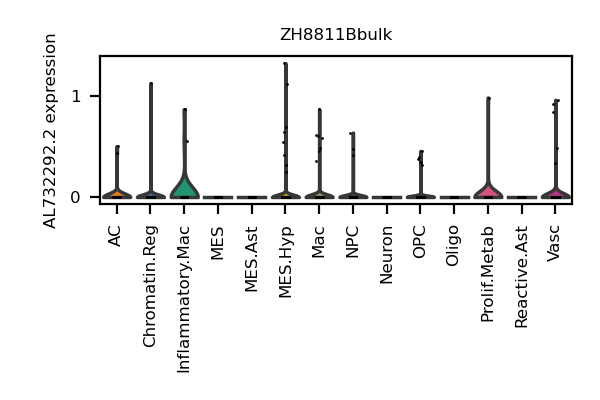 ZH8811Bbulk
AL732292.2 expression
1
0
AC
Chromatin.Reg
Inflammatory.Mac
MES
MES.Ast
MES.Hyp
Mac
NPC
Neuron
OPC
Oligo
Prolif.Metab
Reactive.Ast
Vasc